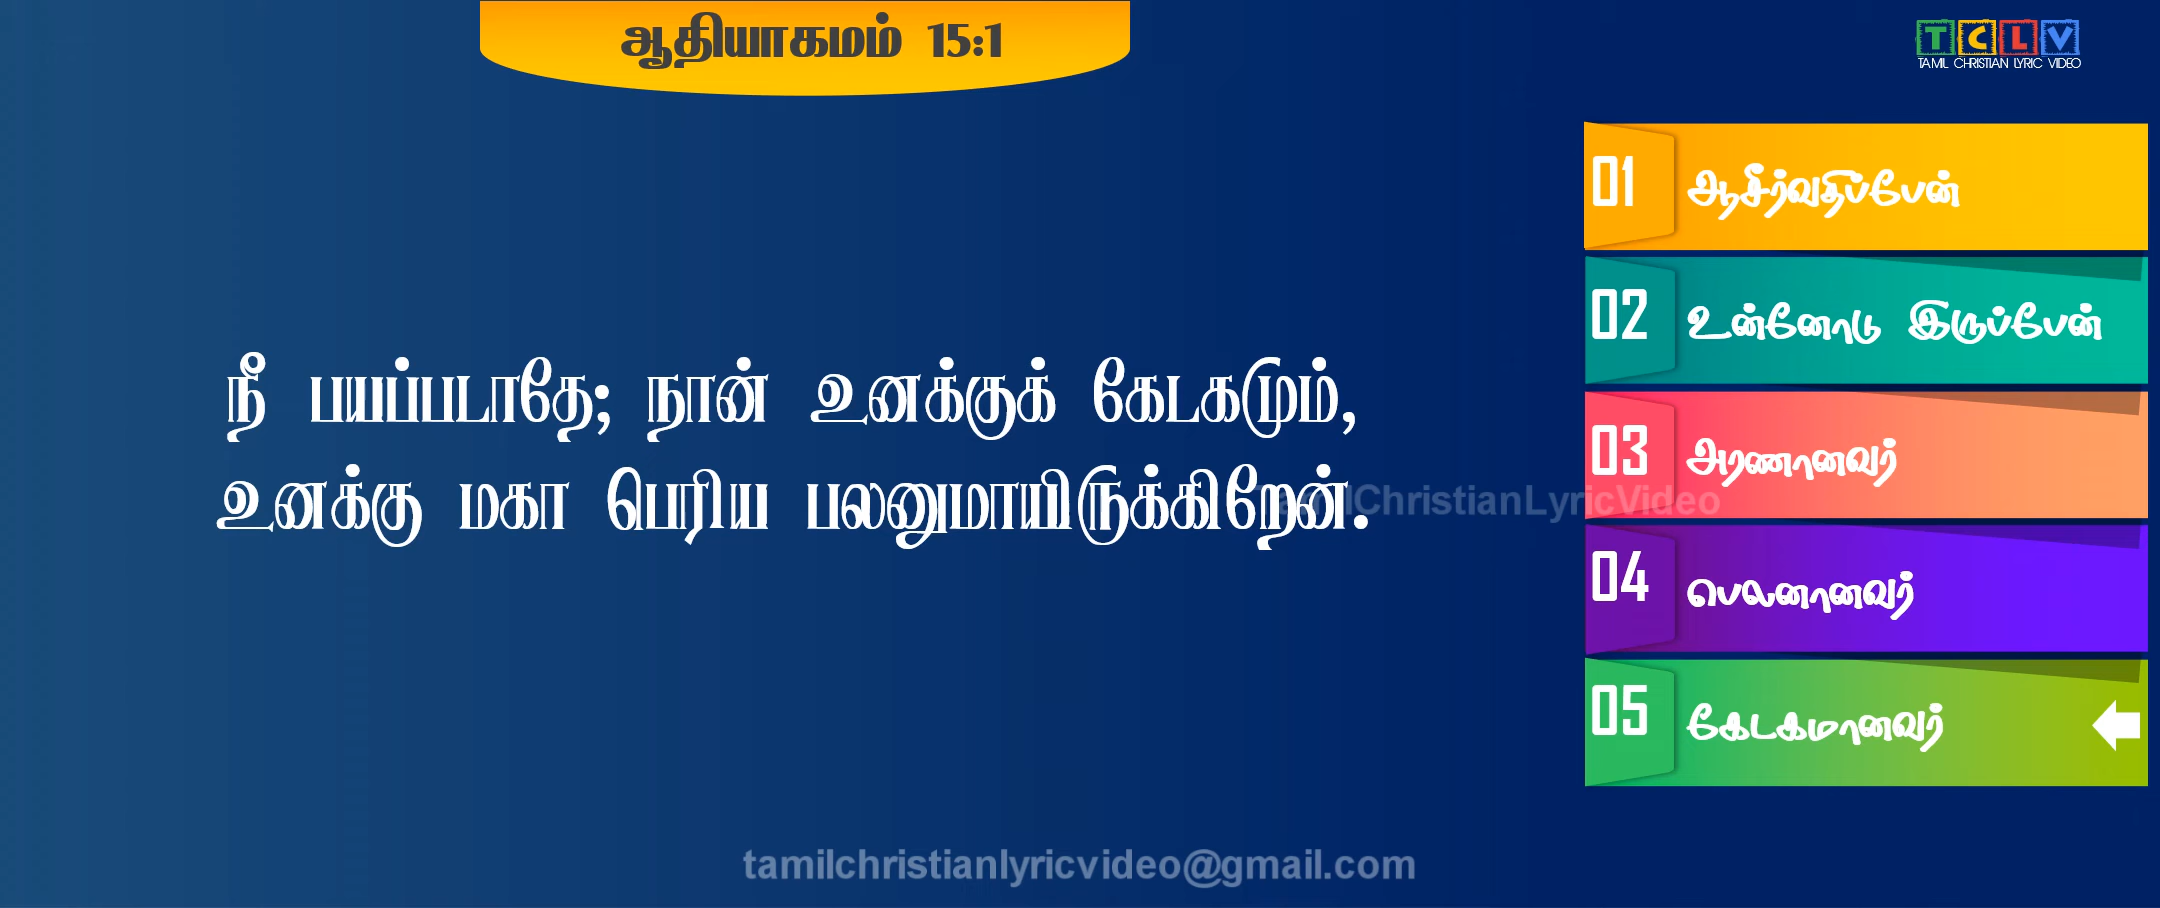 ஆதியாகமம் 15:1
TCLV
TAMIL CHRISTIAN LYRIC VIDEO
01 ஆசீர்வதிப்பேன்
02 உன்னோடு இருப்பேன்
03 அரணானவர்
04 பெலனானவர்
05 கேடகமானவர்
நீ பயப்படாதே; நான் உனக்குக் கேடகமும்,
உனக்கு மகா பெரிய பலனுமாயிருக்கிறேன்.
TamilChristianLyricVideo
tamilchristianlyricvideo@gmail.com